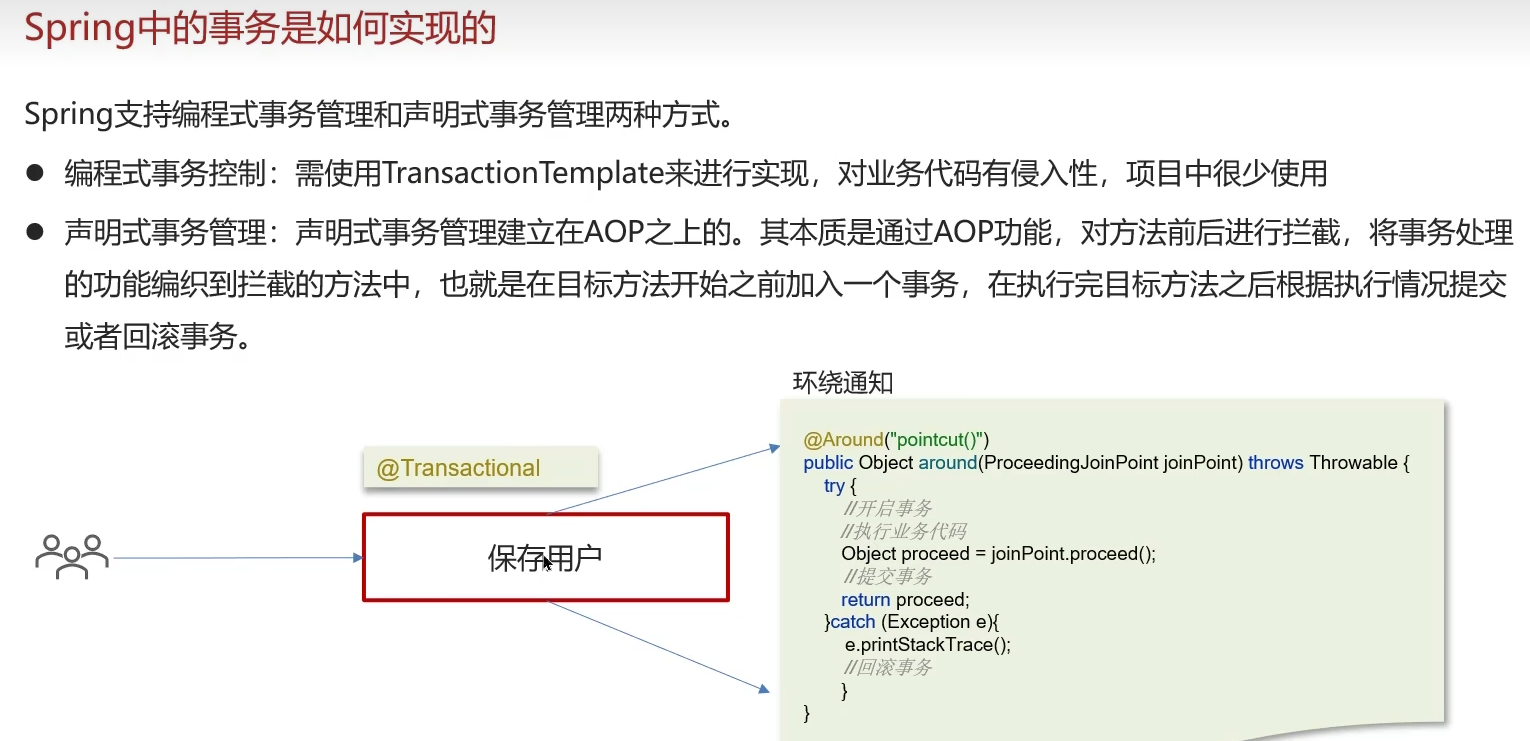 Spring中的事务是如何实现的
Spring支持编程式事务管理和声明式事务管理两种方式。
● 编程式事务控制：需使用TransactionTemplate来进行实现，对业务代码有侵入性，项目中很少使用
● 声明式事务管理：声明式事务管理建立在AOP之上的。其本质是通过AOP功能，对方法前后进行拦截，将事务处理
的功能编织到拦截的方法中，也就是在目标方法开始之前加入一个事务，在执行完目标方法之后根据执行情况提交
或者回滚事务。
环绕通知
@Transactional
保存用户
@Around("pointcut()")
public Object around(ProceedingJoinPoint joinPoint) throws Throwable {
try {
//开启事务
//执行业务代码
Object proceed = joinPoint.proceed();
//提交事务
return proceed;
}catch (Exception e){
e.printStackTrace();
//回滚事务
}
}